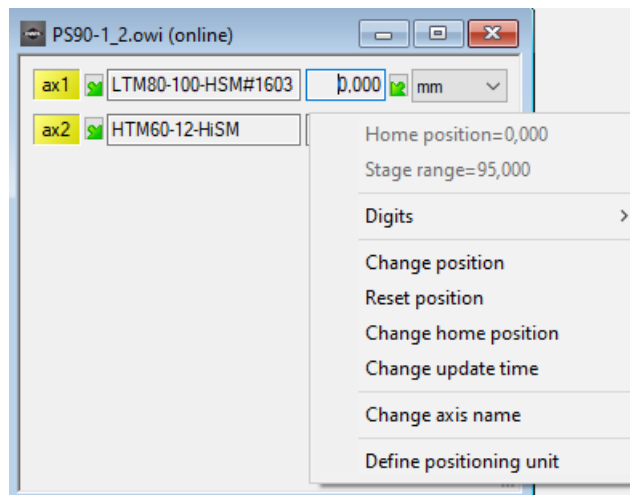 PS90-1_2.owi (online)
ax1 LTM80-100-HSM#1603 0,000 mm
ax2 HTM60-12-HiSM
Home position=0,000
Stage range=95,000
Digits
Change position
Reset position
Change home position
Change update time
Change axis name
Define positioning unit